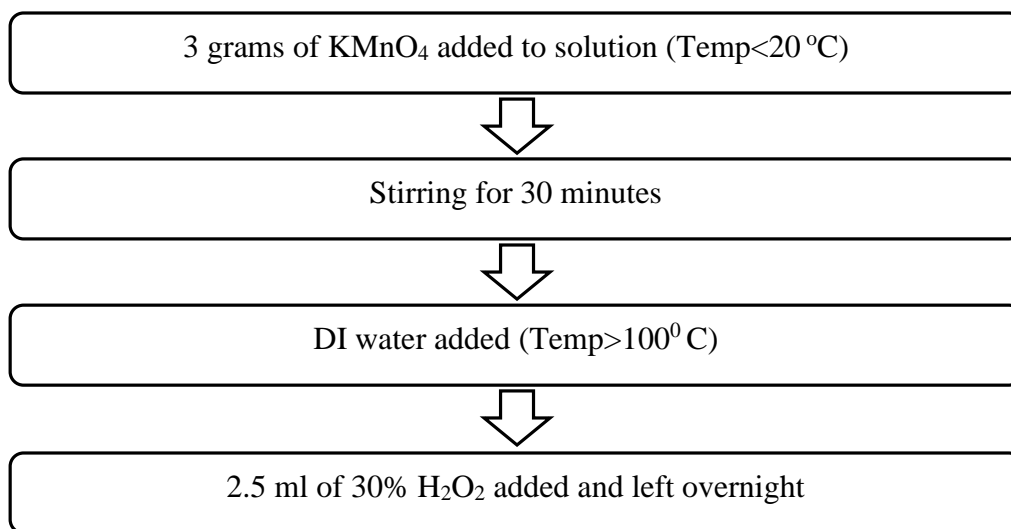 3 grams of KMnO₄ added to solution (Temp<20 ᵒC)
Stirring for 30 minutes
DI water added (Temp>100⁰ C)
2.5 ml of 30% H₂O₂ added and left overnight